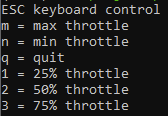 ESC keyboard control
m = max throttle
n = min throttle
q = quit
1 = 25% throttle
2 = 50% throttle
3 = 75% throttle